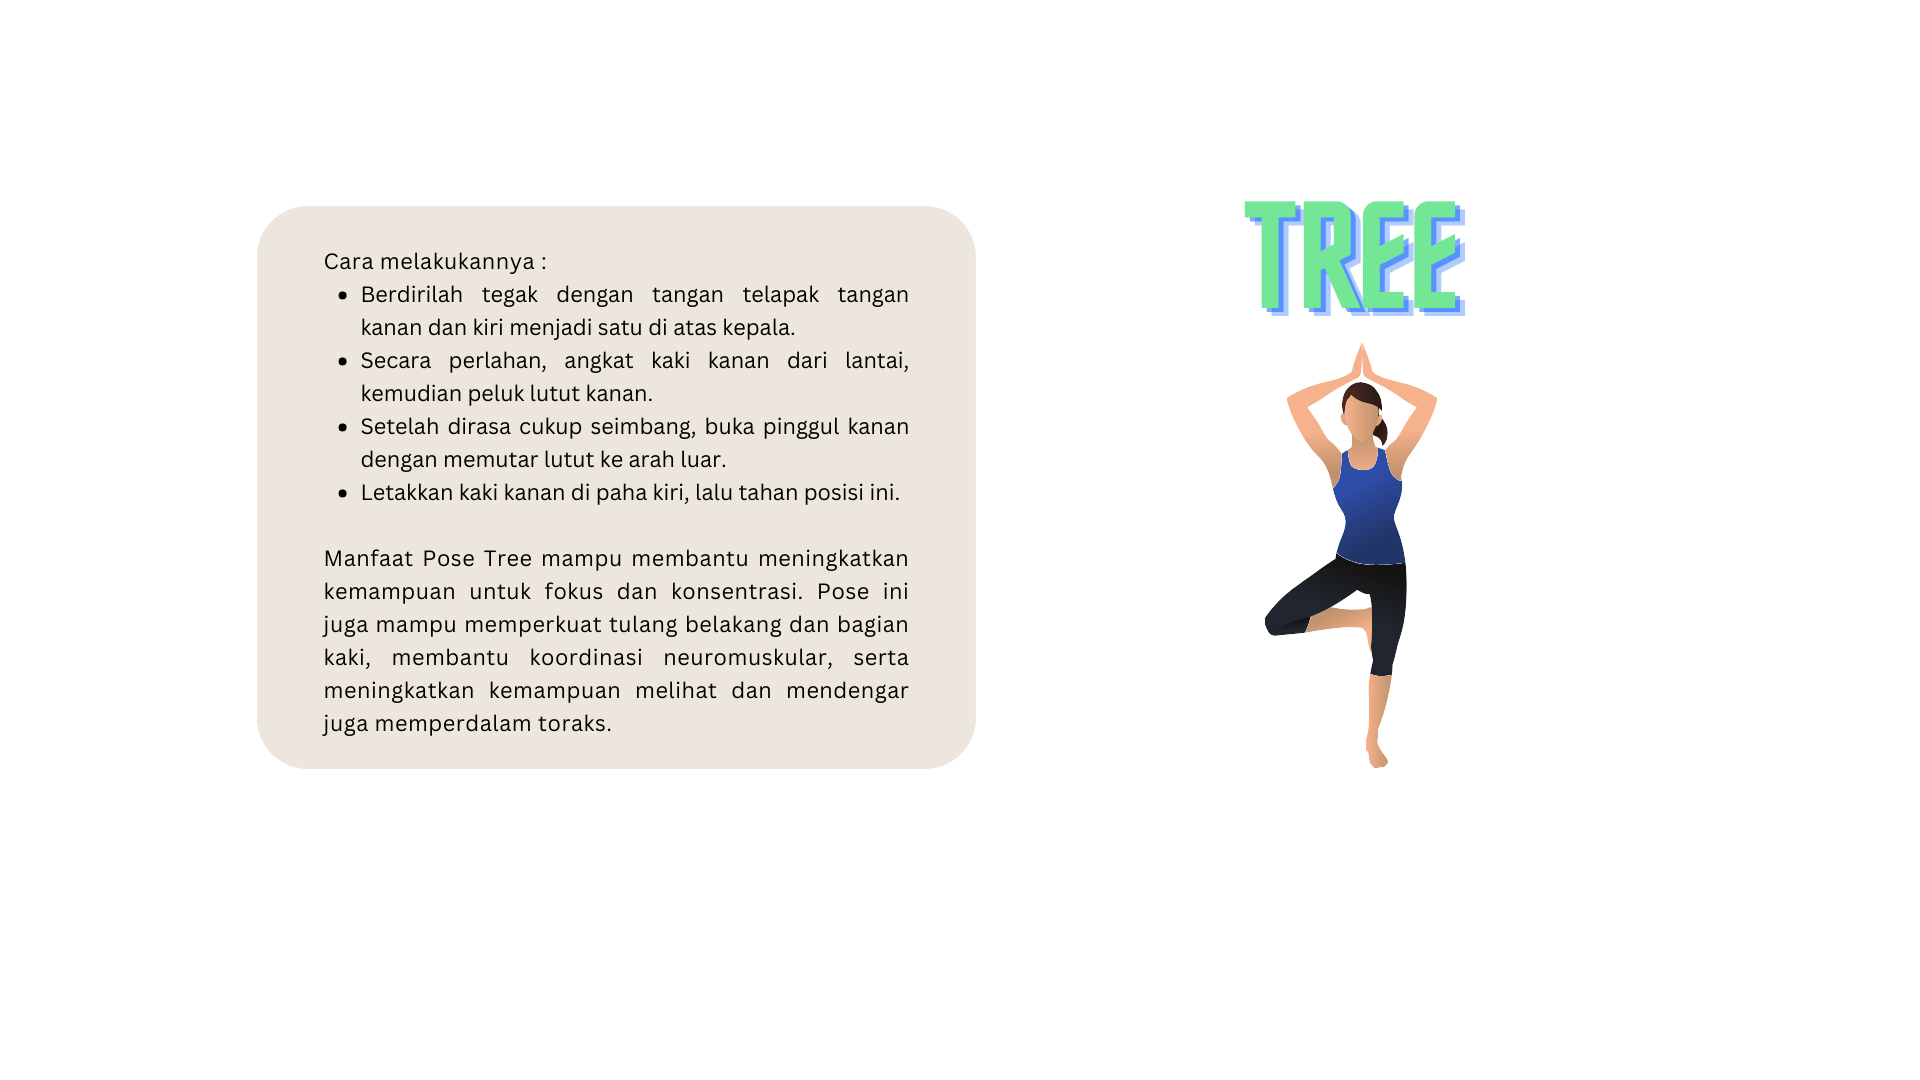 Cara melakukannya :
• Berdirilah tegak dengan tangan telapak tangan
kanan dan kiri menjadi satu di atas kepala.
• Secara perlahan, angkat kaki kanan dari lantai,
kemudian peluk lutut kanan.
• Setelah dirasa cukup seimbang, buka pinggul kanan
dengan memutar lutut ke arah luar.
• Letakkan kaki kanan di paha kiri, lalu tahan posisi ini.
Manfaat Pose Tree mampu membantu meningkatkan
kemampuan untuk fokus dan konsentrasi. Pose ini
juga mampu memperkuat tulang belakang dan bagian
kaki, membantu koordinasi neuromuskular, serta
meningkatkan kemampuan melihat dan mendengar
juga memperdalam toraks.
TREE